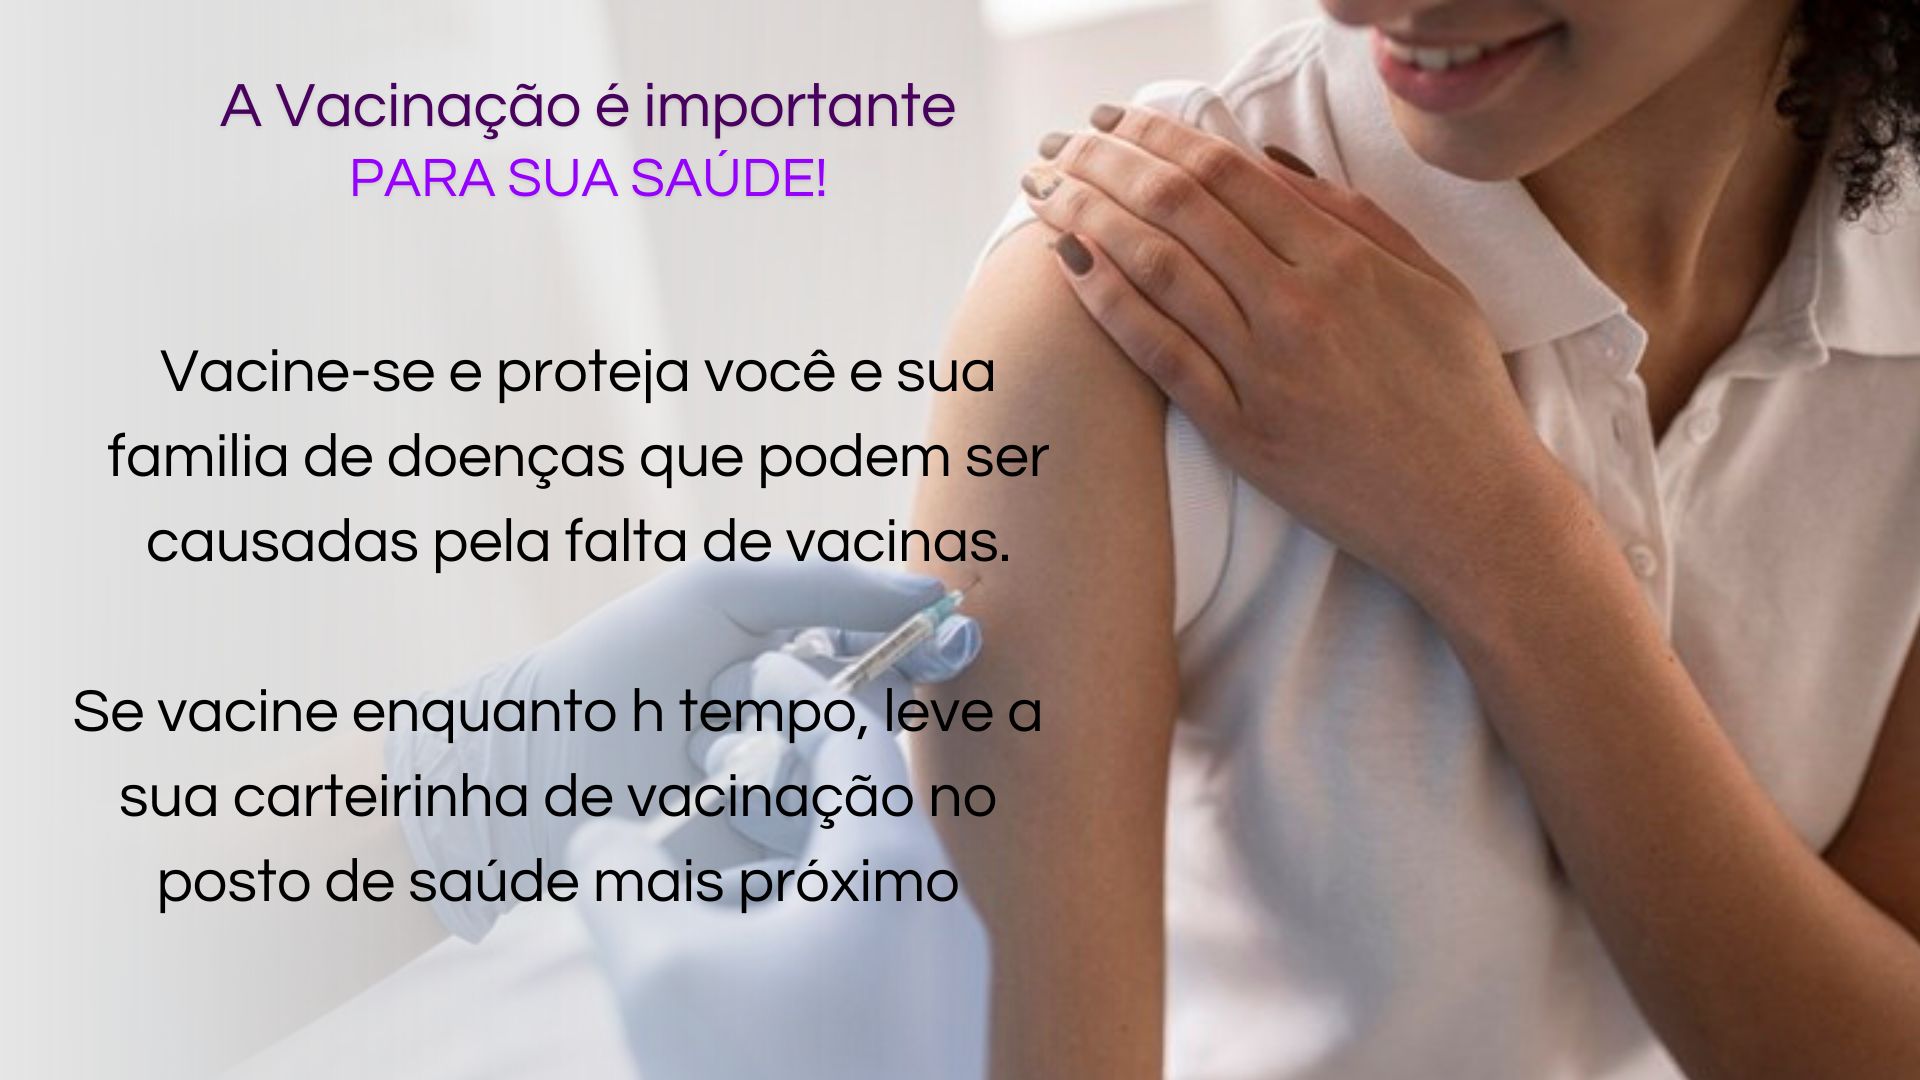 A Vacinação é importante
PARA SUA SAÚDE!
Vacine-se e proteja você e sua
familia de doenças que podem ser
causadas pela falta de vacinas.
Se vacine enquanto h tempo, leve a
sua carteirinha de vacinação no
posto de saúde mais próximo